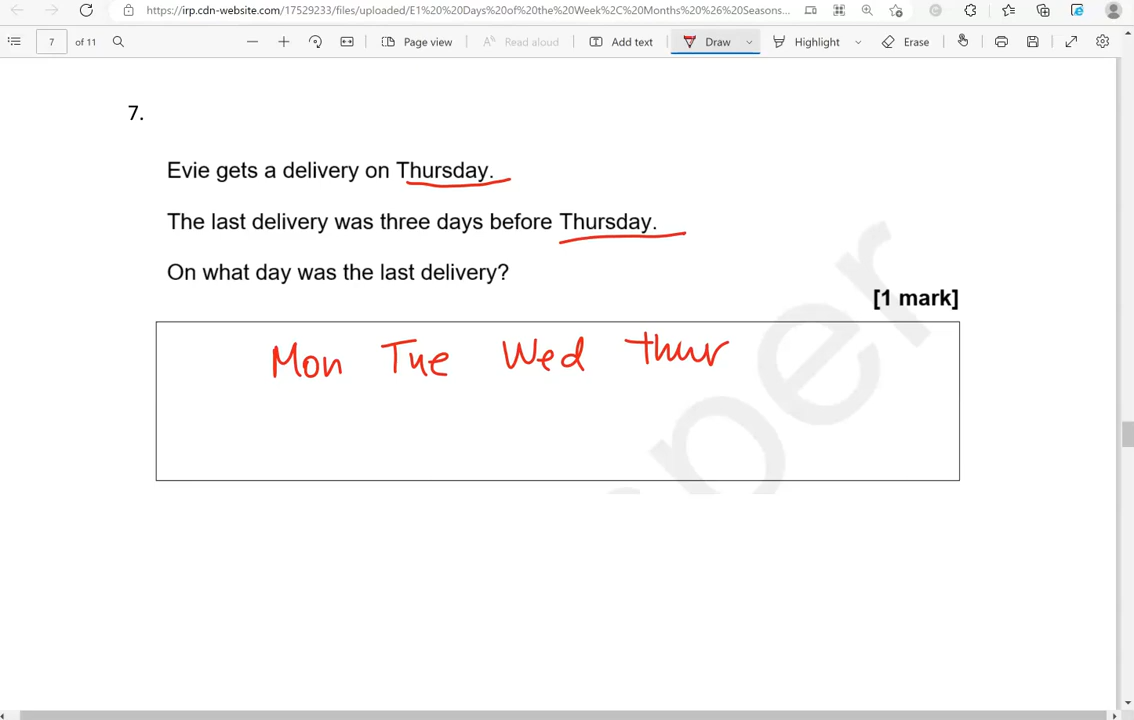 https://irp.cdn-website.com/17529233/files/uploaded/E1%20%20Days%20of%20the%20Week%2C%20Months%20%26%20Seasons...
7 of 11 Page view Read aloud Add text Draw Highlight Erase
7.
Evie gets a delivery on Thursday.
The last delivery was three days before Thursday.
On what day was the last delivery?
[1 mark]
Mon Tue Wed thur
per